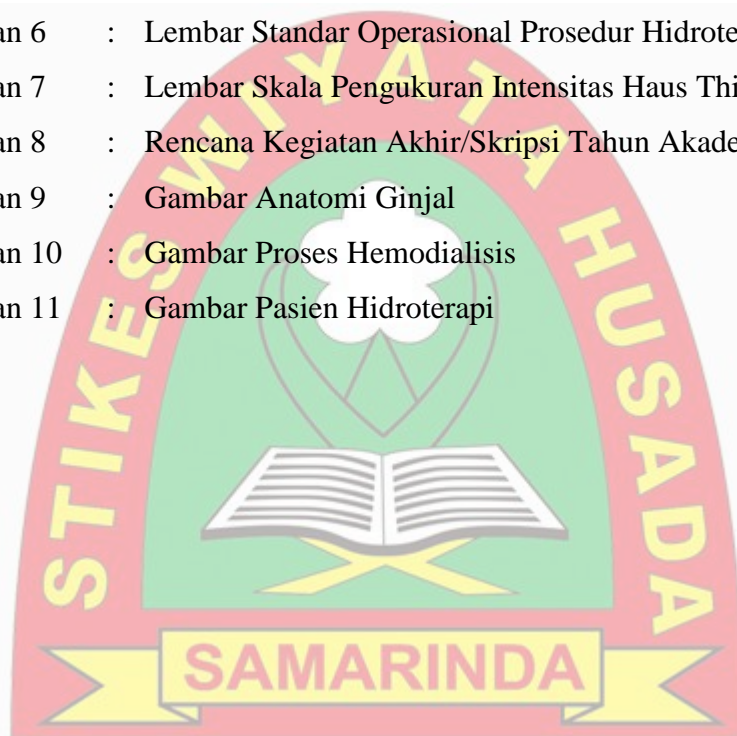 an 6 : Lembar Standar Operasional Prosedur Hidrote
an 7 : Lembar Skala Pengukuran Intensitas Haus Thi
an 8 : Rencana Kegiatan Akhir/Skripsi Tahun Akade
an 9 : Gambar Anatomi Ginjal
an 10 : Gambar Proses Hemodialisis
an 11 : Gambar Pasien Hidroterapi
STIKES WIYATA HUSADA
SAMARINDA